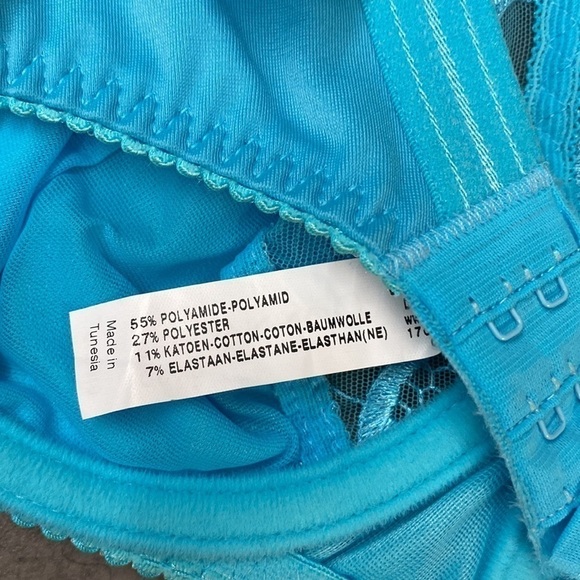 Made in
Tunesia
55% POLYAMIDE-POLYAMID
27% POLYESTER
11% KATOEN-COTTON-COTON-BAUMWOLLE
7% ELASTAAN-ELASTANE-ELASTHAN(NE)